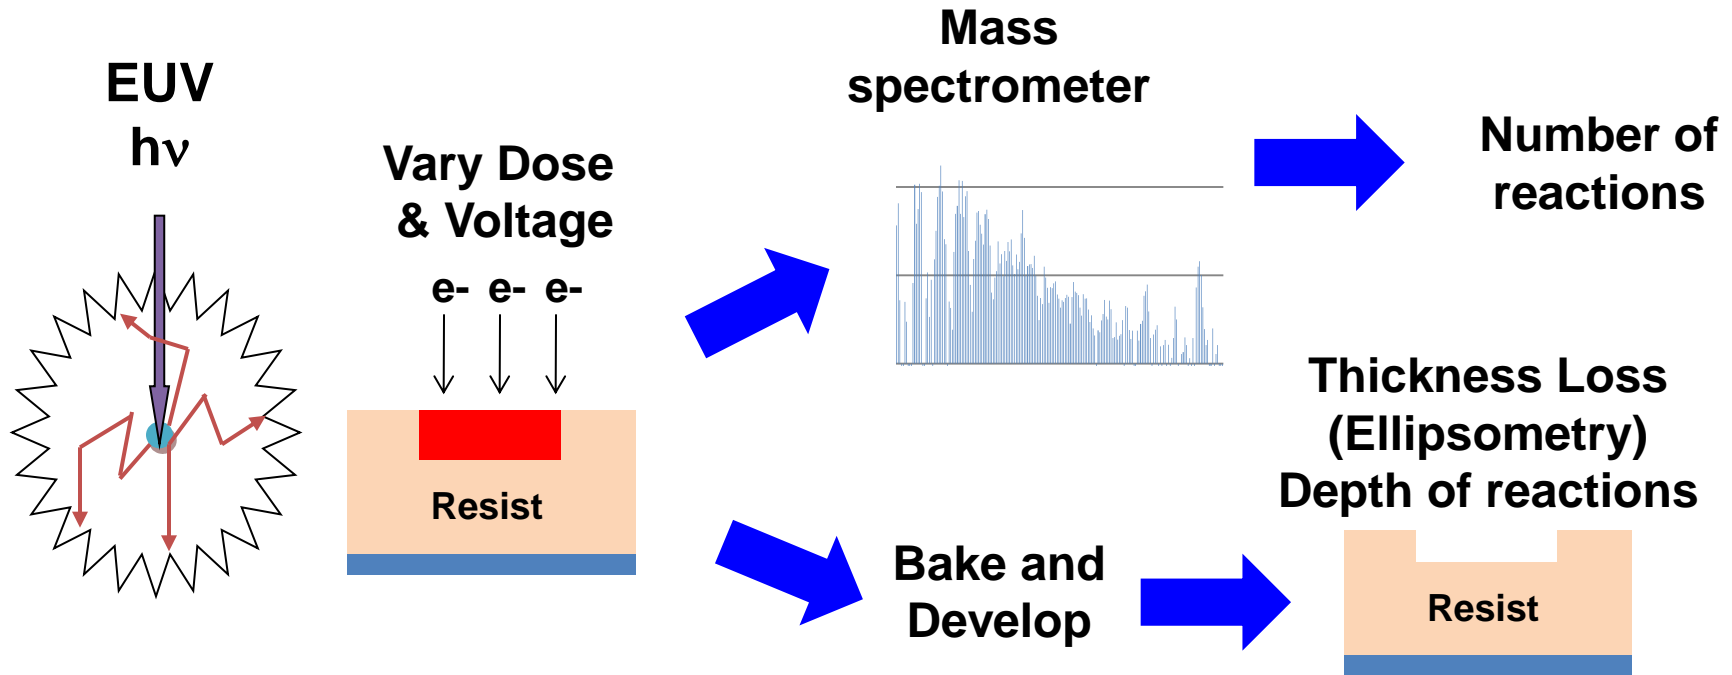 EUV
hν
Vary Dose
& Voltage
e- e- e-
Resist
Mass
spectrometer
Number of
reactions
Bake and
Develop
Thickness Loss
(Ellipsometry)
Depth of reactions
Resist